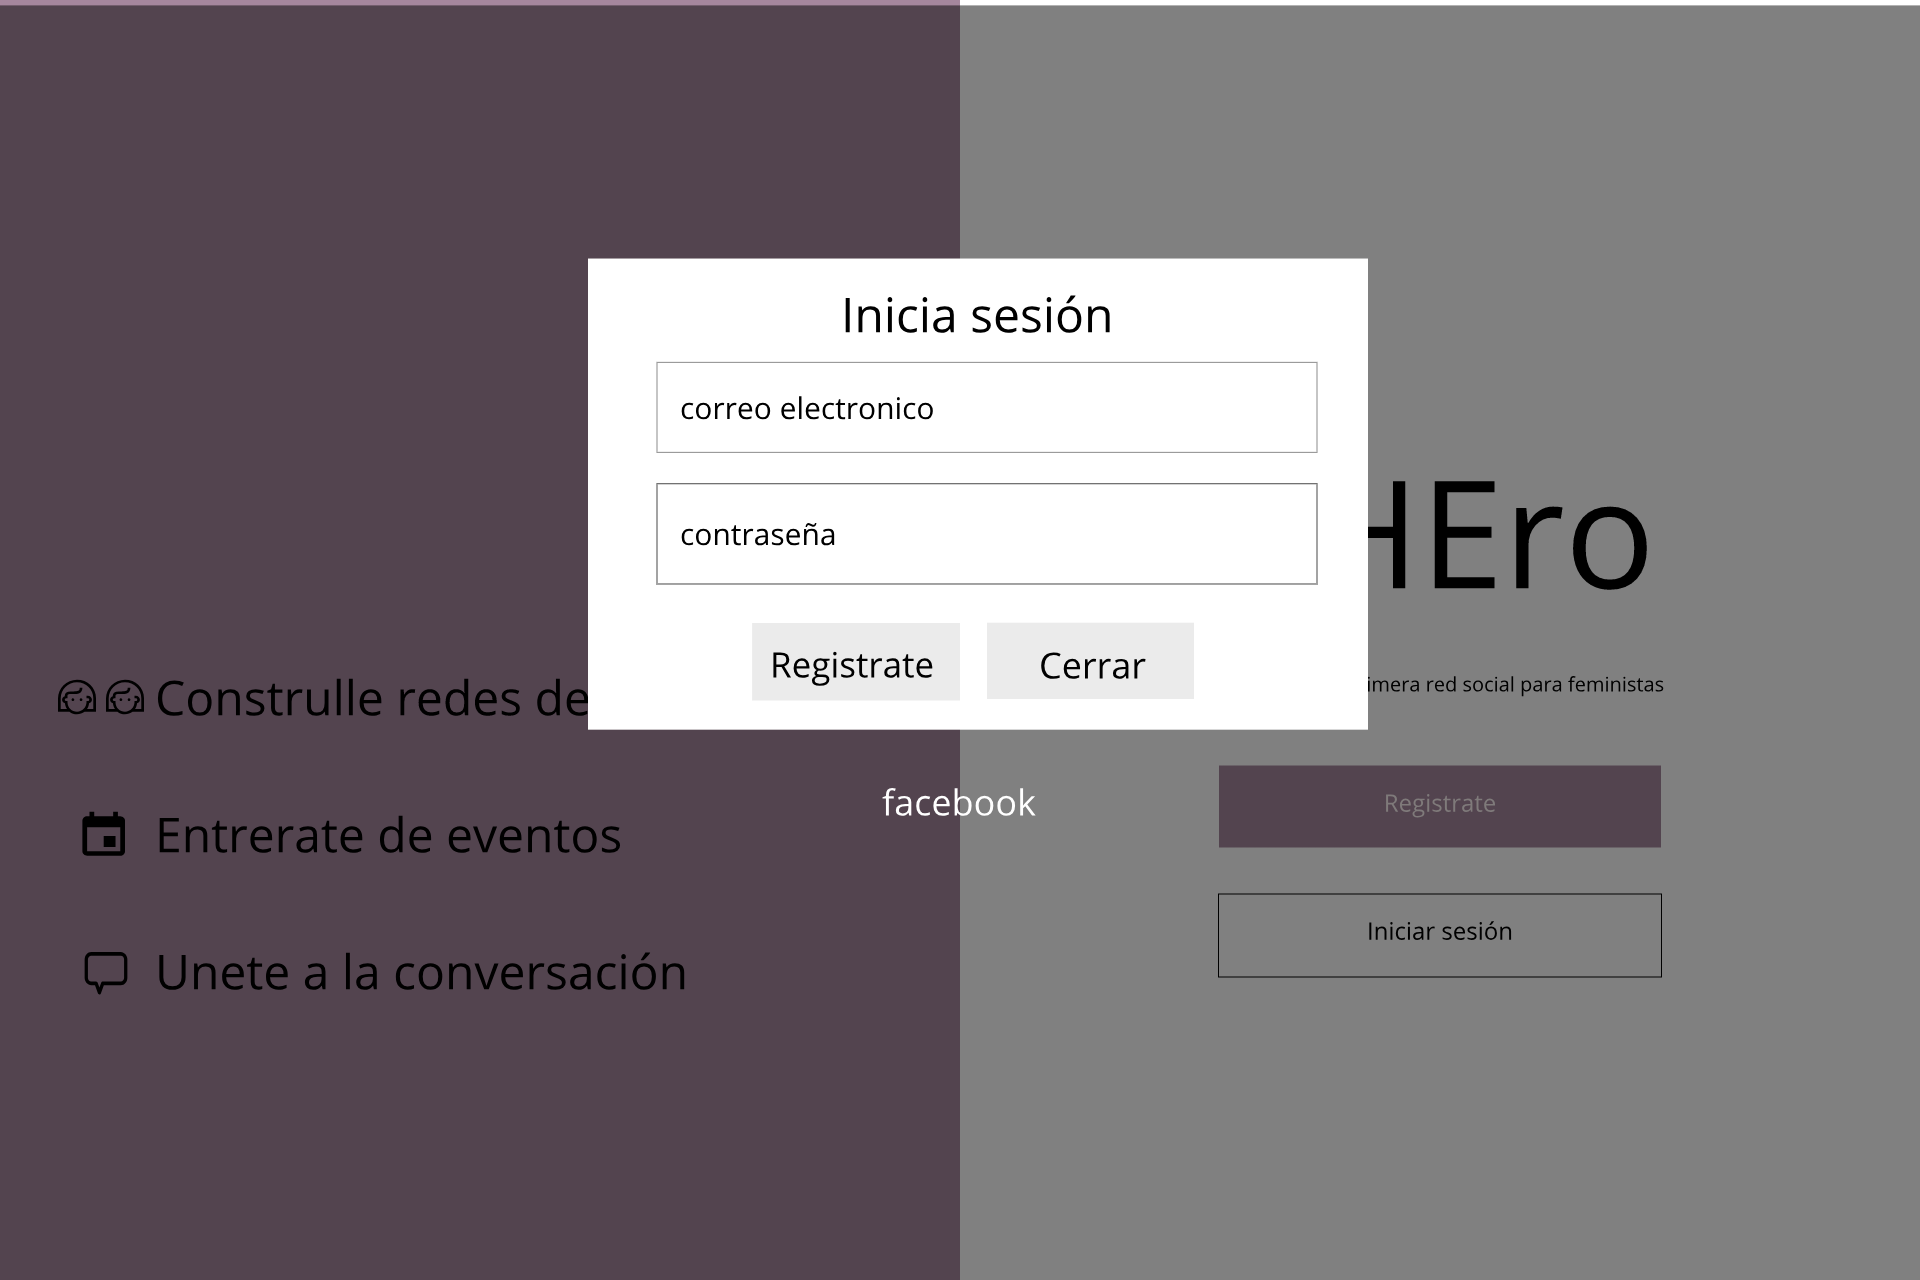 Inicia sesión
correo electronico
contraseña
Registrate
Cerrar
HEro
Construlle redes de
imera red social para feministas
facebook
Registrate
Entrerate de eventos
Iniciar sesión
Unete a la conversación